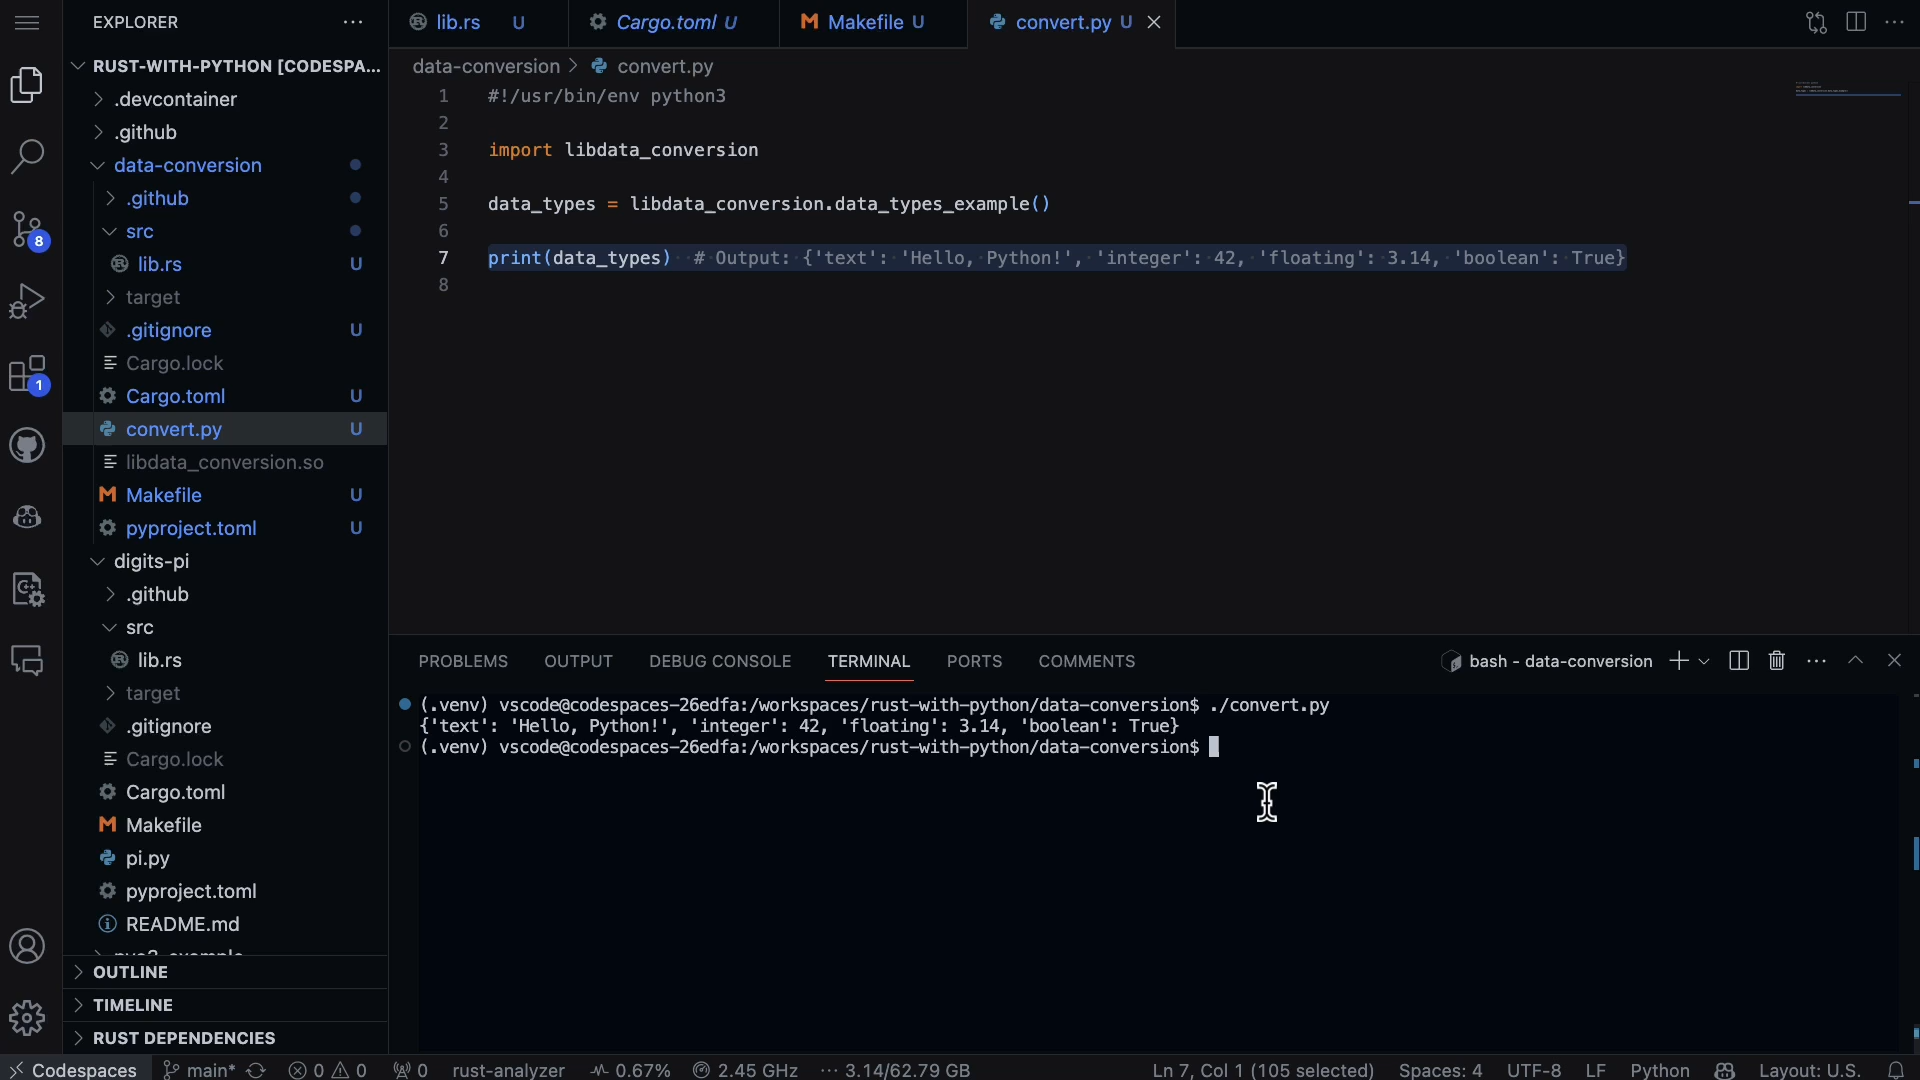 EXPLORER
RUST-WITH-PYTHON [CODESPA...
.devcontainer
.github
data-conversion
.github
src
lib.rs U
target
.gitignore U
Cargo.lock
Cargo.toml U
convert.py U
libdata_conversion.so
Makefile U
pyproject.toml U
digits-pi
.github
src
lib.rs
target
.gitignore
Cargo.lock
Cargo.toml
Makefile
pi.py
pyproject.toml
README.md
OUTLINE
TIMELINE
RUST DEPENDENCIES
8
1
lib.rs U Cargo.toml U Makefile U convert.py U
data-conversion > convert.py
1 #!/usr/bin/env python3
2
3 import libdata_conversion
4
5 data_types = libdata_conversion.data_types_example()
6
7 print(data_types)  # Output: {'text': 'Hello, Python!', 'integer': 42, 'floating': 3.14, 'boolean': True}
8
PROBLEMS OUTPUT DEBUG CONSOLE TERMINAL PORTS COMMENTS bash - data-conversion
(.venv) vscode@codespaces-26edfa:/workspaces/rust-with-python/data-conversion$ ./convert.py
{'text': 'Hello, Python!', 'integer': 42, 'floating': 3.14, 'boolean': True}
(.venv) vscode@codespaces-26edfa:/workspaces/rust-with-python/data-conversion$
Codespaces main* 0 0 0 rust-analyzer 0.67% 2.45 GHz 3.14/62.79 GB Ln 7, Col 1 (105 selected) Spaces: 4 UTF-8 LF Python Layout: U.S.